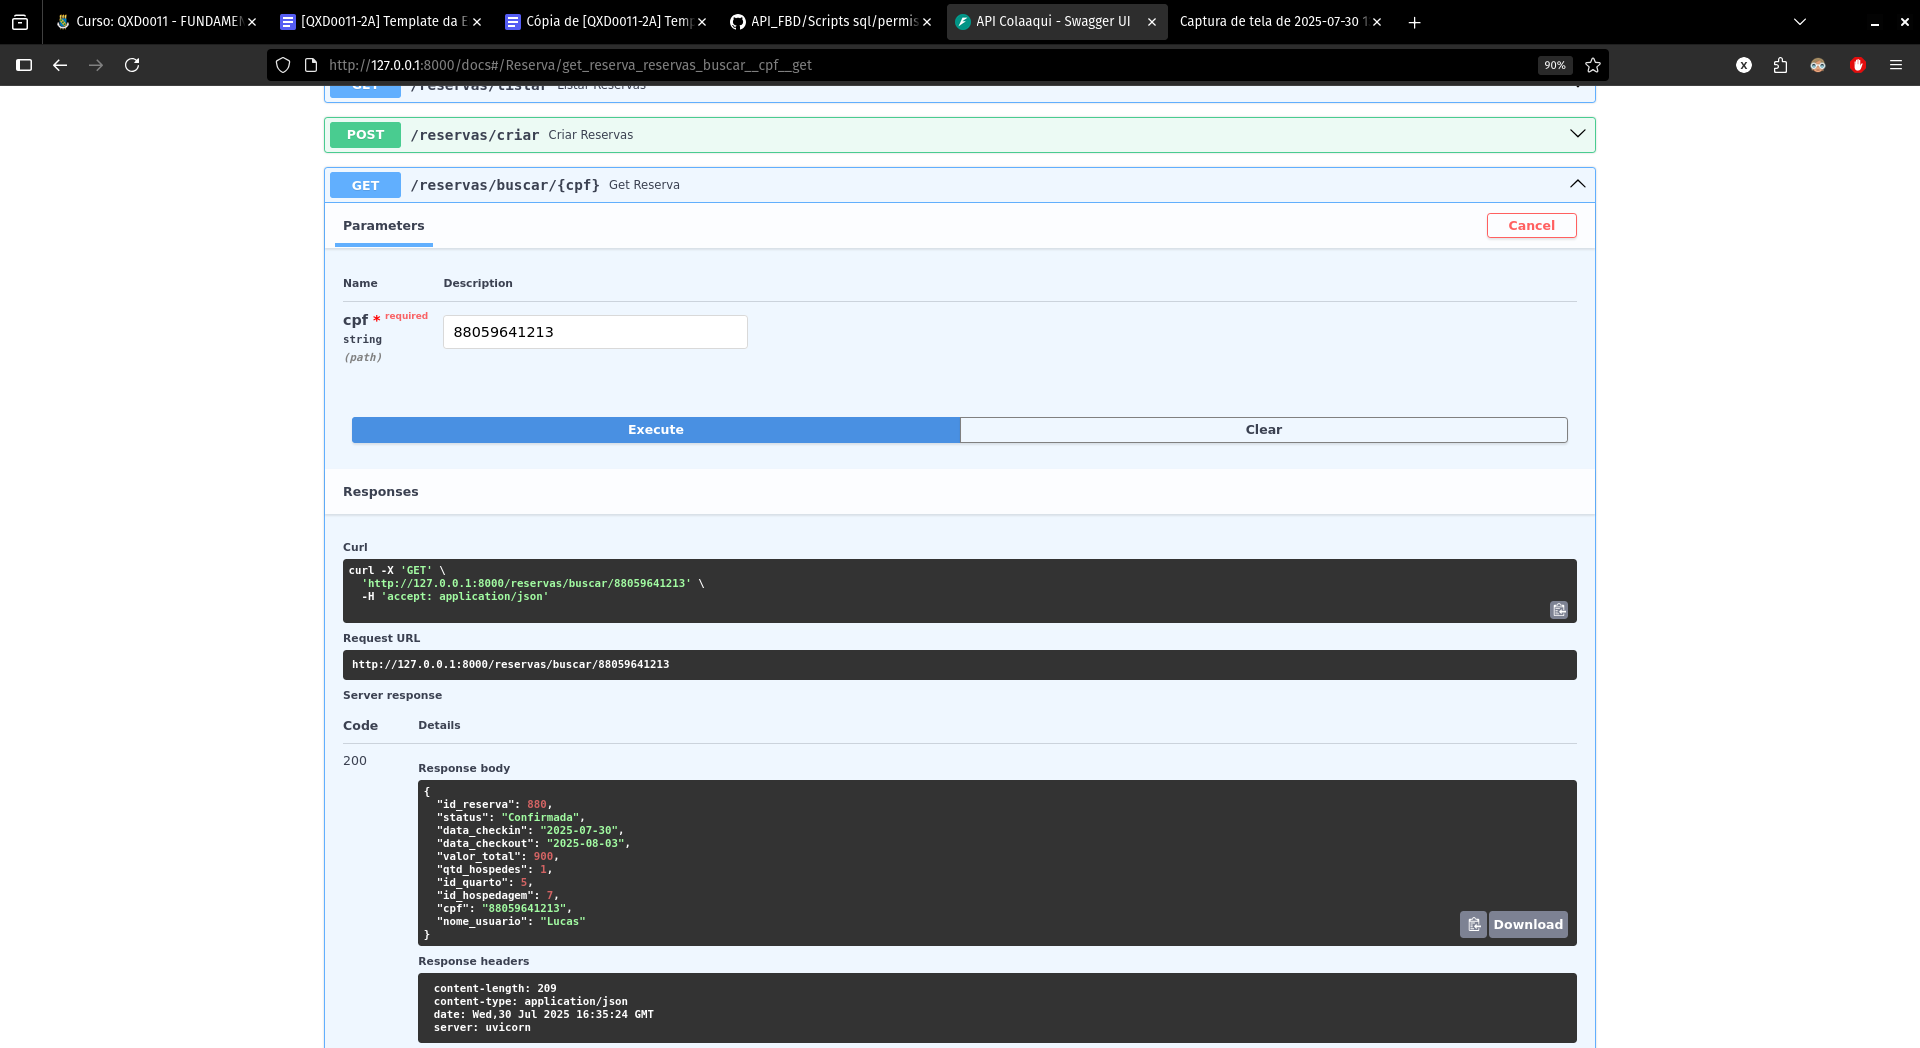 Curso: QXD0011 - FUNDAMEN
[QXD0011-2A] Template da E
Cópia de [QXD0011-2A] Temp
API_FBD/Scripts sql/permis
API Colaaqui - Swagger UI
Captura de tela de 2025-07-30 1
http://127.0.0.1:8000/docs#/Reserva/get_reserva_reservas_buscar__cpf__get
90%
GET /reservas/listar Listar Reservas
POST /reservas/criar Criar Reservas
GET /reservas/buscar/{cpf} Get Reserva
Parameters
Cancel
Name Description
cpf * required
string
(path)
88059641213
Execute
Clear
Responses
Curl
curl -X 'GET' \
'http://127.0.0.1:8000/reservas/buscar/88059641213' \
-H 'accept: application/json'
Request URL
http://127.0.0.1:8000/reservas/buscar/88059641213
Server response
Code Details
200
Response body
{
"id_reserva": 880,
"status": "Confirmada",
"data_checkin": "2025-07-30",
"data_checkout": "2025-08-03",
"valor_total": 900,
"qtd_hospedes": 1,
"id_quarto": 5,
"id_hospedagem": 7,
"cpf": "88059641213",
"nome_usuario": "Lucas"
}
Download
Response headers
content-length: 209
content-type: application/json
date: Wed,30 Jul 2025 16:35:24 GMT
server: uvicorn